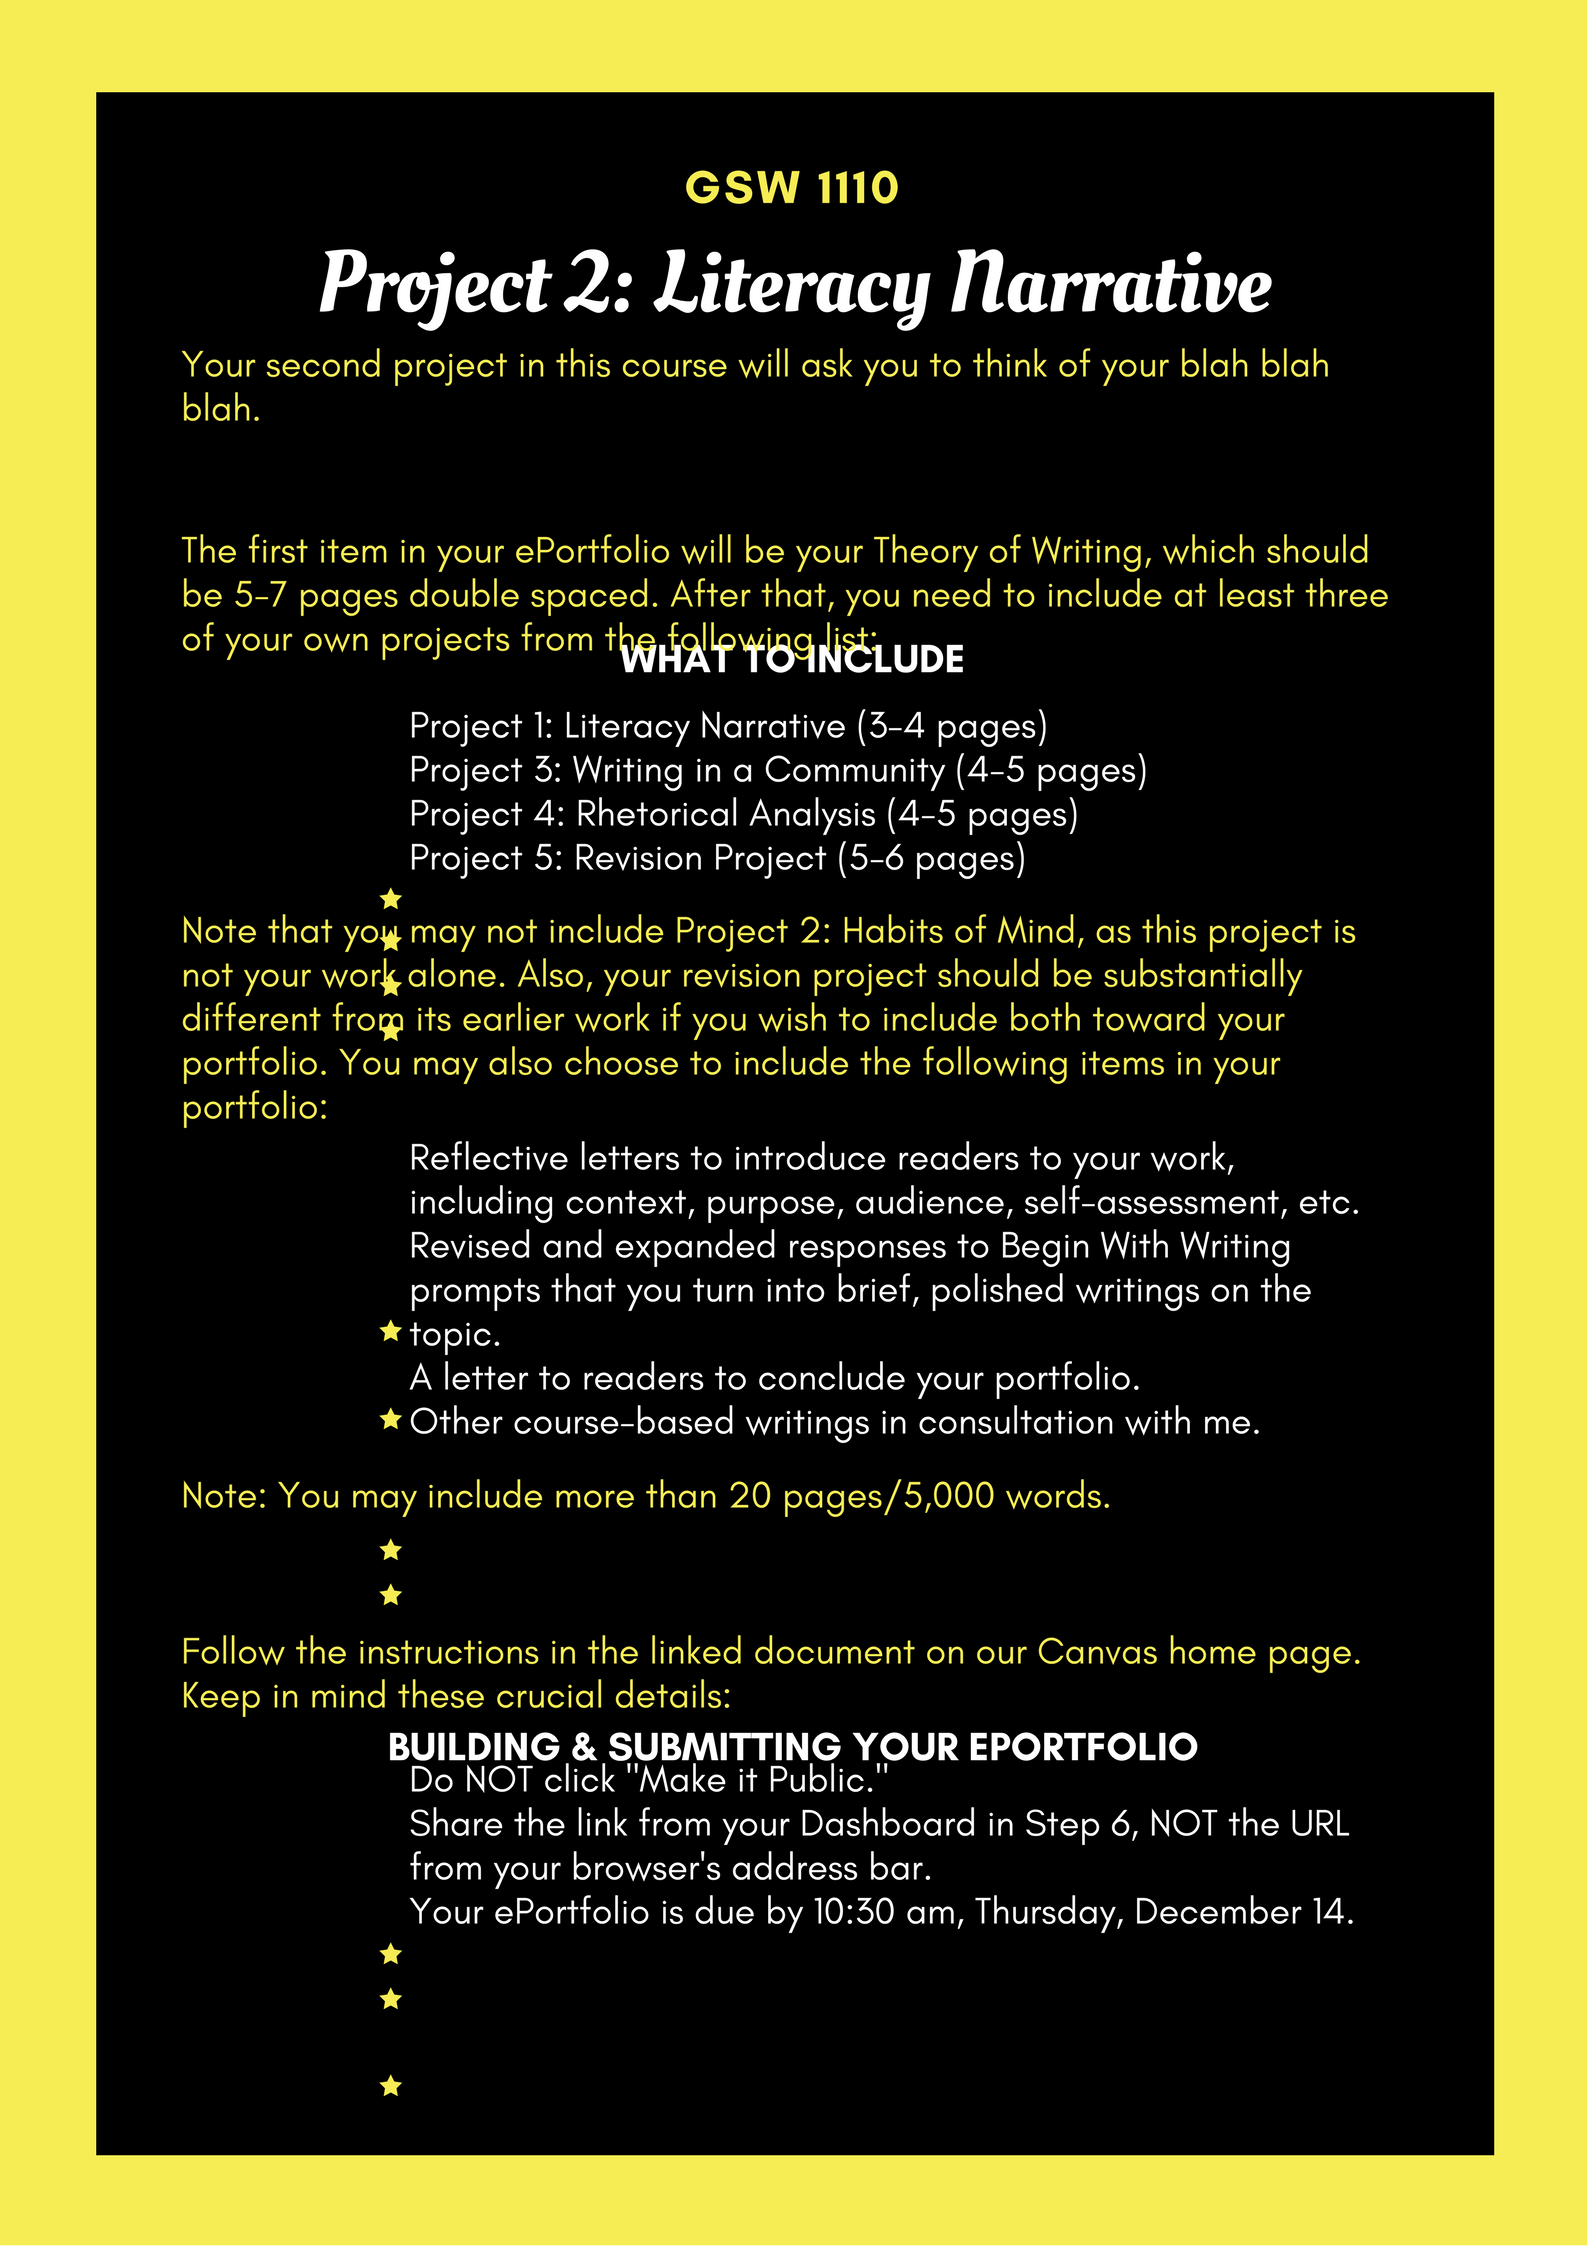 GSW 1110
Project 2: Literacy Narrative
Your second project in this course will ask you to think of your blah blah
blah.
The first item in your ePortfolio will be your Theory of Writing, which should
be 5-7 pages double spaced. After that, you need to include at least three
of your own projects from the following list:
WHAT TO INCLUDE
Project 1: Literacy Narrative (3-4 pages)
Project 3: Writing in a Community (4-5 pages)
Project 4: Rhetorical Analysis (4-5 pages)
Project 5: Revision Project (5-6 pages)
Note that you may not include Project 2: Habits of Mind, as this project is
not your work alone. Also, your revision project should be substantially
different from its earlier work if you wish to include both toward your
portfolio. You may also choose to include the following items in your
portfolio:
Reflective letters to introduce readers to your work,
including context, purpose, audience, self-assessment, etc.
Revised and expanded responses to Begin With Writing
prompts that you turn into brief, polished writings on the
topic.
A letter to readers to conclude your portfolio.
Other course-based writings in consultation with me.
Note: You may include more than 20 pages/5,000 words.
Follow the instructions in the linked document on our Canvas home page.
Keep in mind these crucial details:
BUILDING & SUBMITTING YOUR EPORTFOLIO
Do NOT click "Make it Public."
Share the link from your Dashboard in Step 6, NOT the URL
from your browser's address bar.
Your ePortfolio is due by 10:30 am, Thursday, December 14.